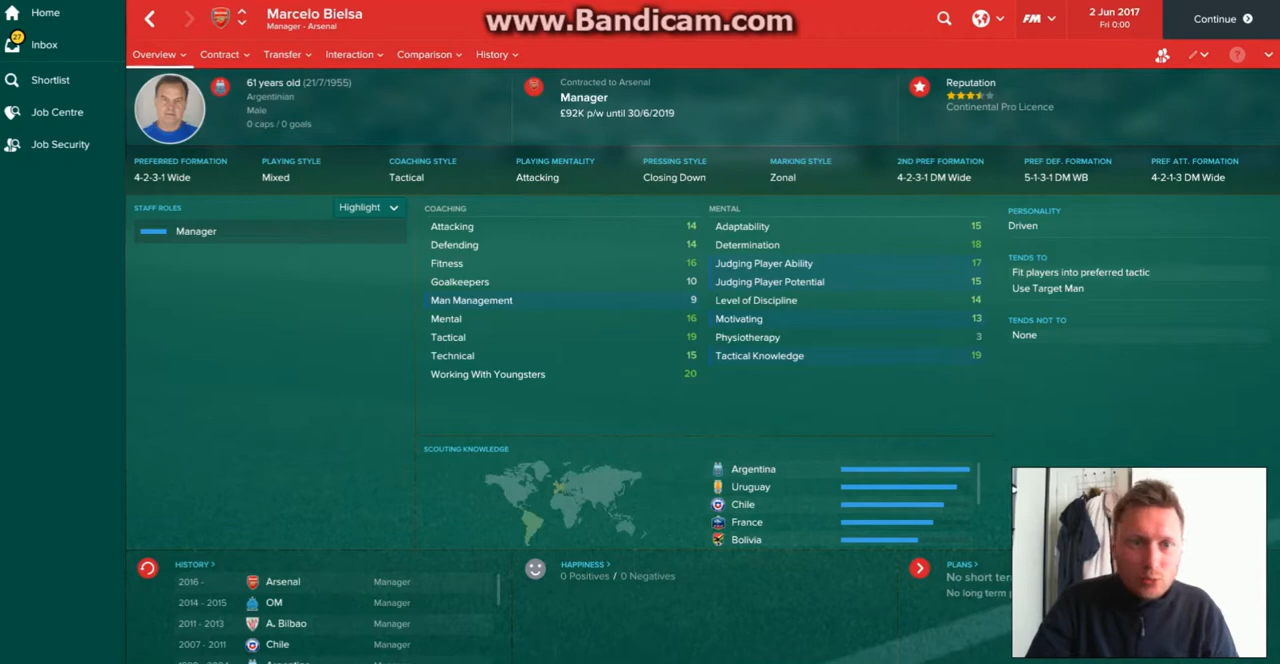 Home
27
Inbox
Shortlist
Job Centre
Job Security
Marcelo Bielsa
Manager - Arsenal
www.Bandicam.com
FM
2 Jun 2017
Fri 0:00
Continue
Overview
Contract
Transfer
Interaction
Comparison
History
?
61 years old (21/7/1955)
Argentinian
Male
0 caps / 0 goals
Contracted to Arsenal
Manager
£92K p/w until 30/6/2019
Reputation
Continental Pro Licence
PREFERRED FORMATION
4-2-3-1 Wide
PLAYING STYLE
Mixed
COACHING STYLE
Tactical
PLAYING MENTALITY
Attacking
PRESSING STYLE
Closing Down
MARKING STYLE
Zonal
2ND PREF FORMATION
4-2-3-1 DM Wide
PREF DEF. FORMATION
5-1-3-1 DM WB
PREF ATT. FORMATION
4-2-1-3 DM Wide
STAFF ROLES
Highlight
Manager
COACHING
Attacking 14
Defending 14
Fitness 16
Goalkeepers 10
Man Management 9
Mental 16
Tactical 19
Technical 15
Working With Youngsters 20
MENTAL
Adaptability 15
Determination 18
Judging Player Ability 17
Judging Player Potential 15
Level of Discipline 14
Motivating 13
Physiotherapy 3
Tactical Knowledge 19
PERSONALITY
Driven
TENDS TO
Fit players into preferred tactic
Use Target Man
TENDS NOT TO
None
SCOUTING KNOWLEDGE
Argentina
Uruguay
Chile
France
Bolivia
HISTORY >
2016 - Arsenal Manager
2014 - 2015 OM Manager
2011 - 2013 A. Bilbao Manager
2007 - 2011 Chile Manager
HAPPINESS >
0 Positives / 0 Negatives
PLANS >
No short
No long term